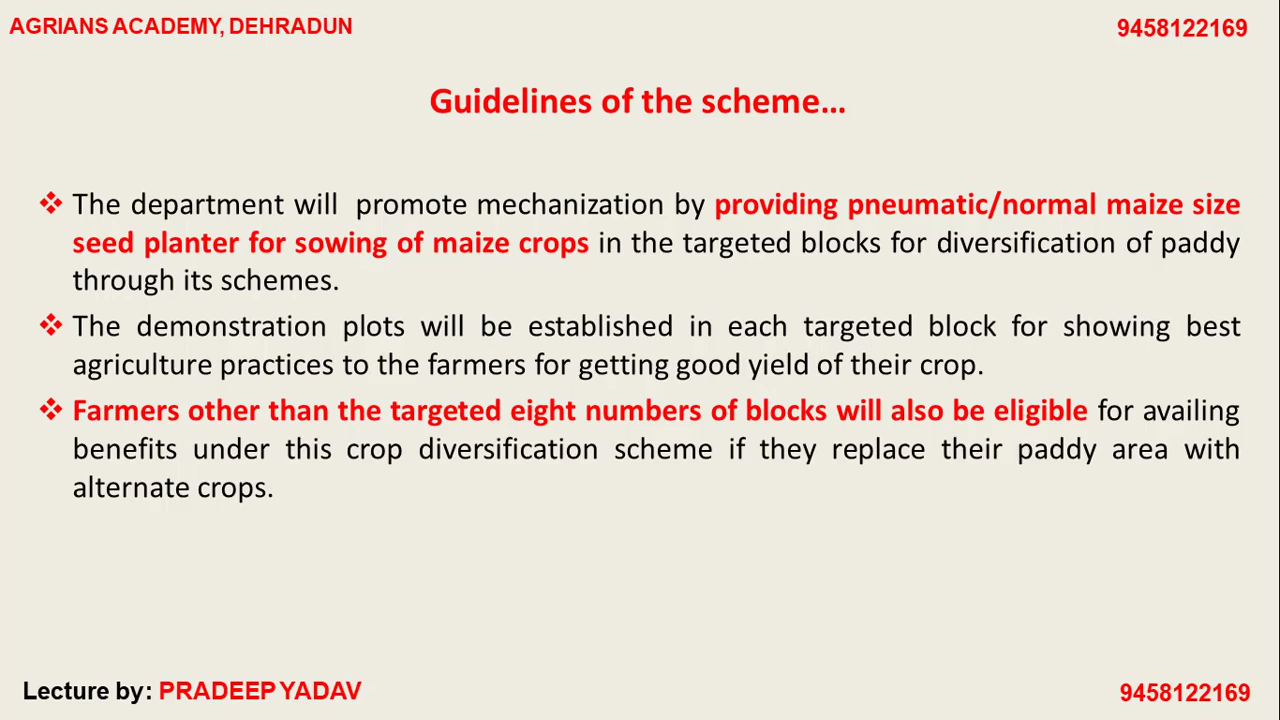 AGRIANS ACADEMY, DEHRADUN
9458122169
Guidelines of the scheme…
❖ The department will promote mechanization by providing pneumatic/normal maize size
seed planter for sowing of maize crops in the targeted blocks for diversification of paddy
through its schemes.
❖ The demonstration plots will be established in each targeted block for showing best
agriculture practices to the farmers for getting good yield of their crop.
❖ Farmers other than the targeted eight numbers of blocks will also be eligible for availing
benefits under this crop diversification scheme if they replace their paddy area with
alternate crops.
Lecture by: PRADEEP YADAV
9458122169